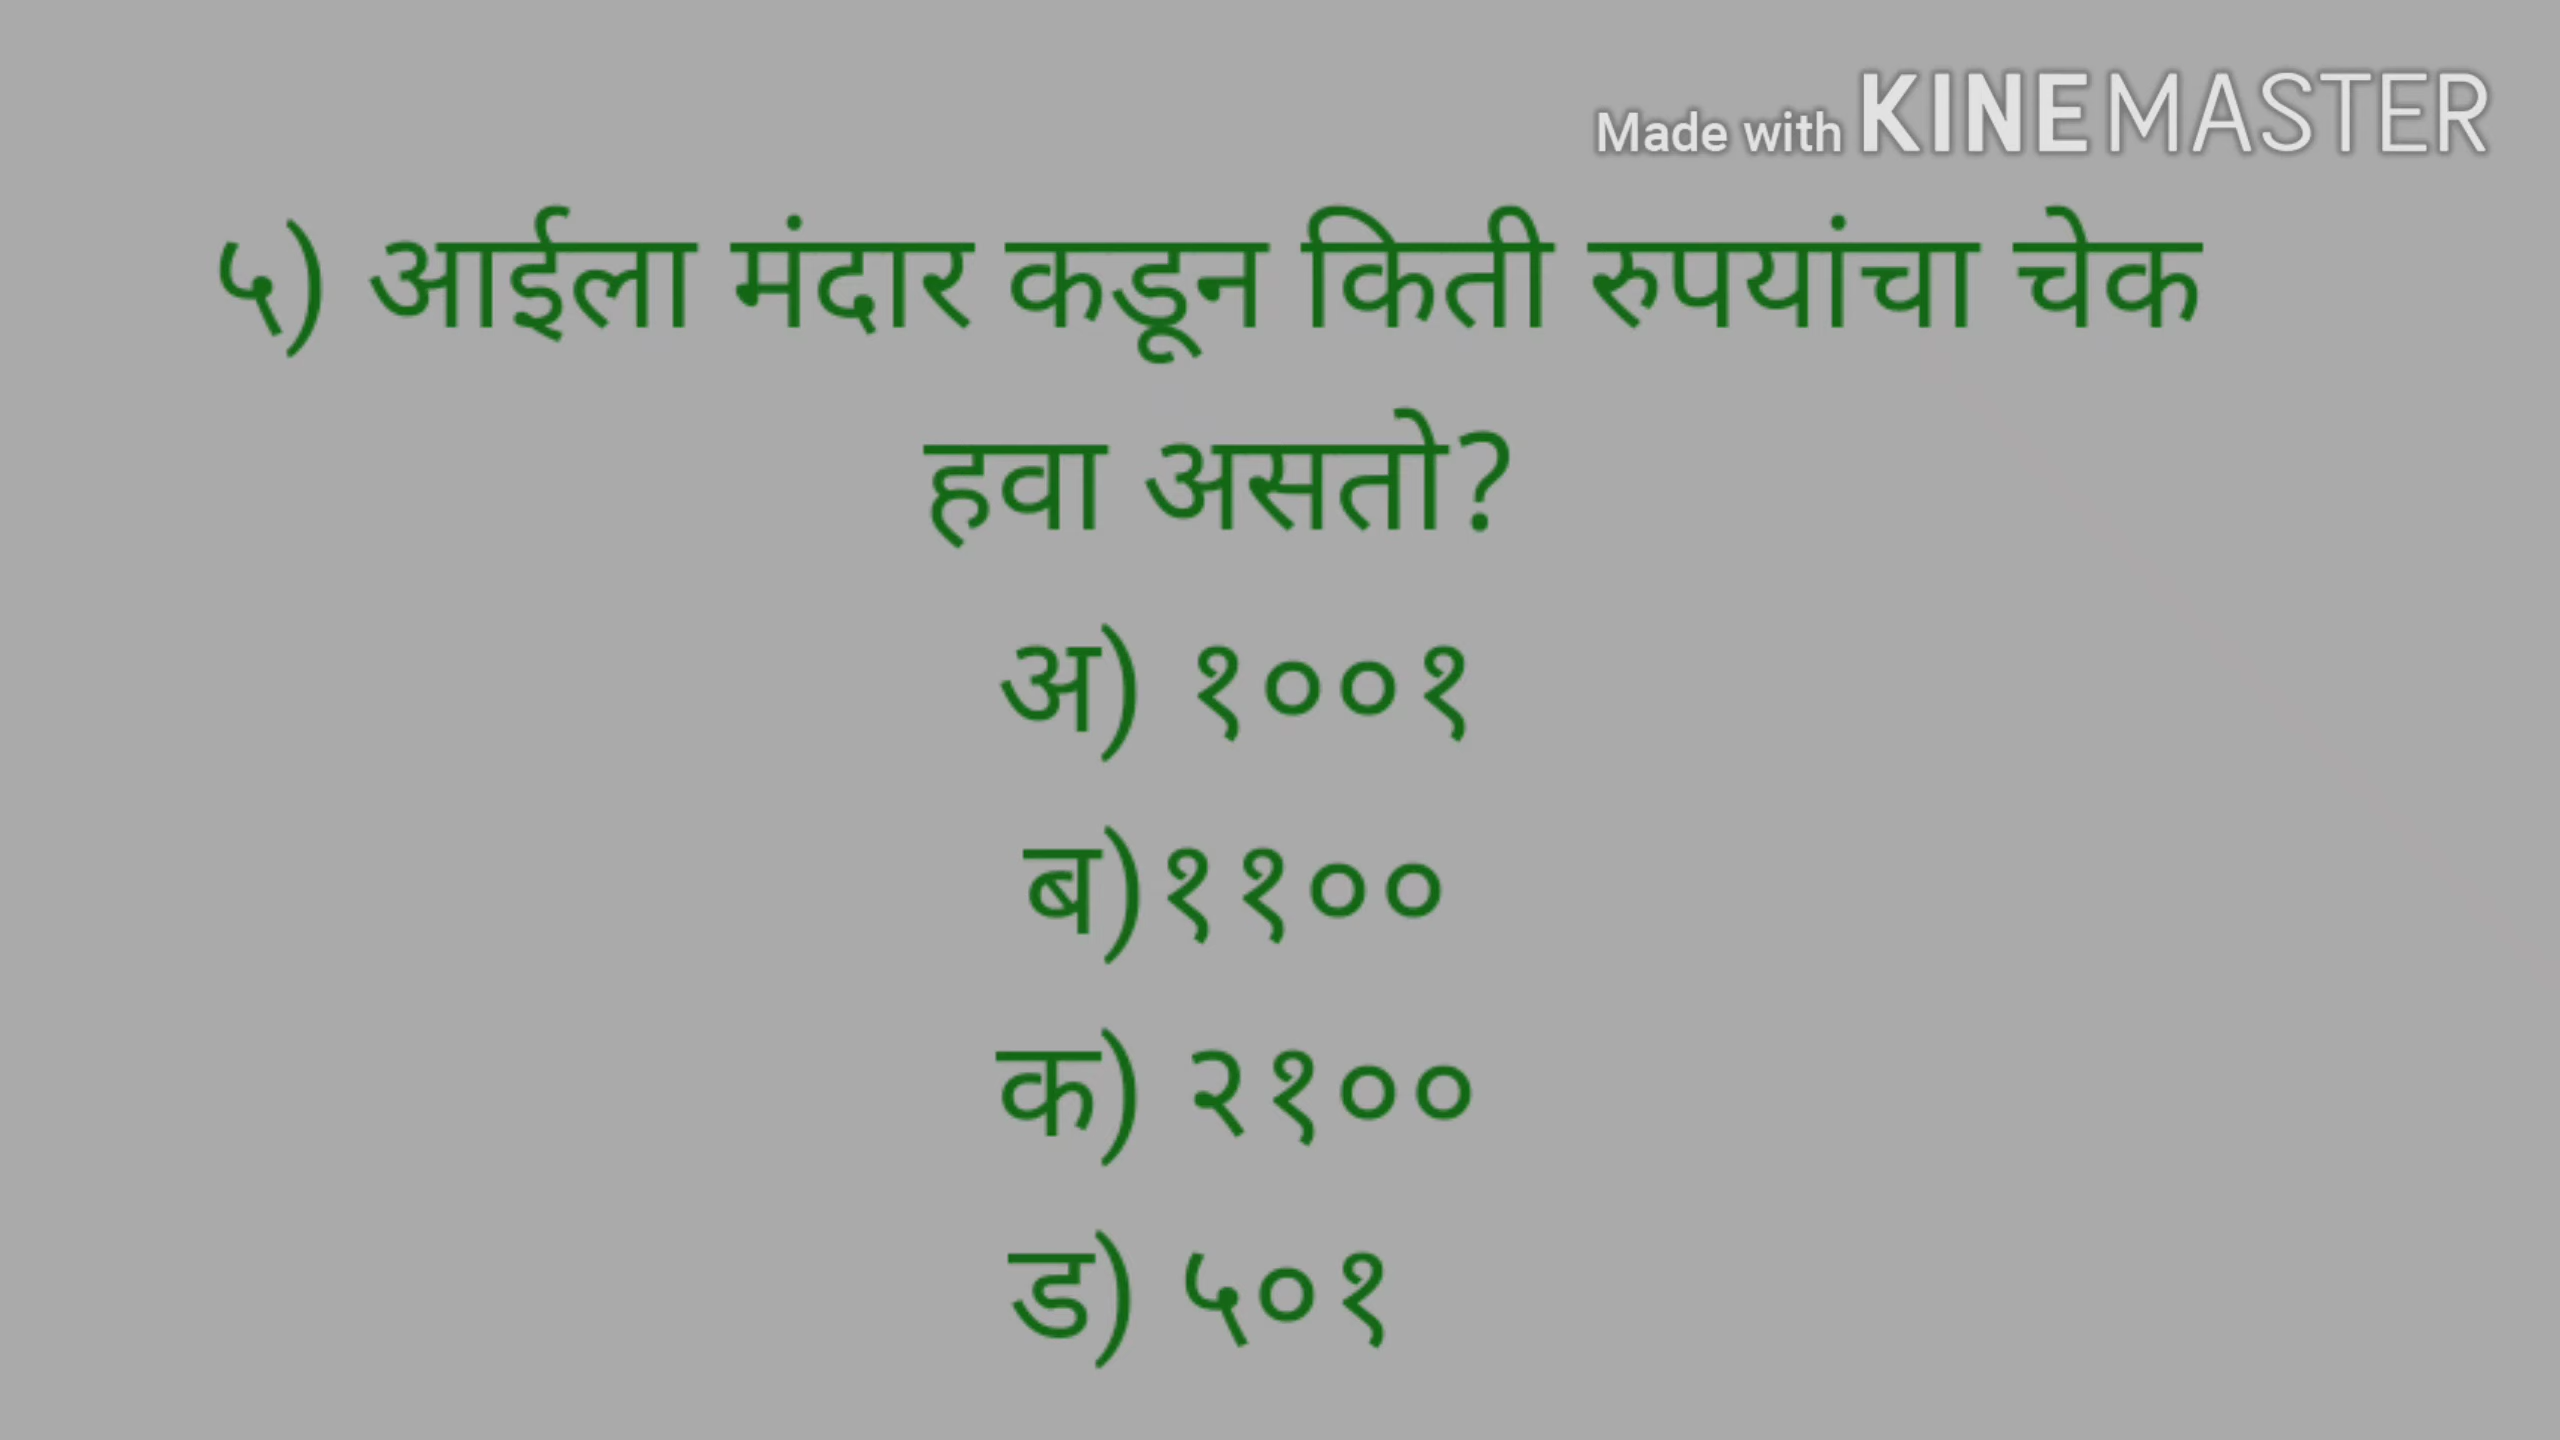 Made with KINEMASTER
५) आईला मंदार कडून किती रुपयांचा चेक
हवा असतो?
अ) १००१
ब)११००
क) २१००
ड) ५०१